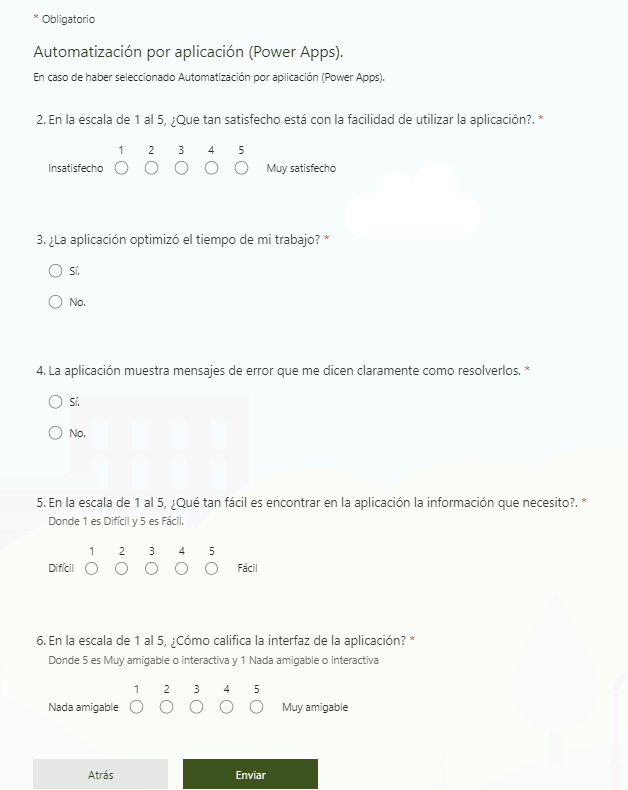 * Obligatorio
Automatización por aplicación (Power Apps).
En caso de haber seleccionado Automatización por aplicación (Power Apps).
2. En la escala de 1 al 5, ¿Que tan satisfecho está con la facilidad de utilizar la aplicación?. *
1 2 3 4 5
Insatisfecho Muy satisfecho
3. ¿La aplicación optimizó el tiempo de mi trabajo? *
Sí.
No.
4. La aplicación muestra mensajes de error que me dicen claramente como resolverlos. *
Sí.
No.
5. En la escala de 1 al 5, ¿Qué tan fácil es encontrar en la aplicación la información que necesito?. *
Donde 1 es Difícil y 5 es Fácil.
1 2 3 4 5
Difícil Fácil
6. En la escala de 1 al 5, ¿Cómo califica la interfaz de la aplicación? *
Donde 5 es Muy amigable o interactiva y 1 Nada amigable o interactiva
1 2 3 4 5
Nada amigable Muy amigable
Atrás Enviar